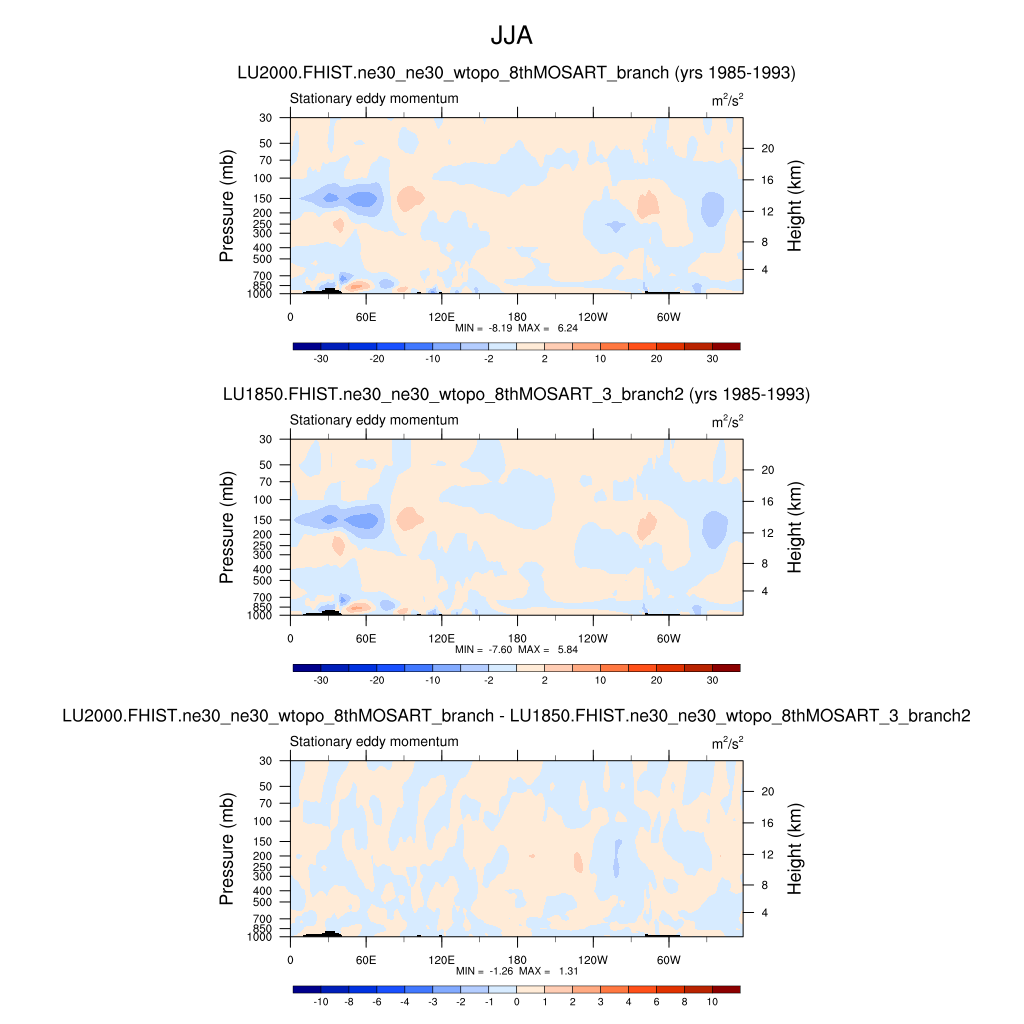 JJA
LU2000.FHIST.ne30_ne30_wtopo_8thMOSART_branch (yrs 1985-1993)
Stationary eddy momentum m2/s2
30
50
70
100
150
200
250
300
400
500
700
850
1000
Pressure (mb)
20
16
12
8
4
Height (km)
0 60E 120E 180 120W 60W
MIN = -8.19 MAX = 6.24
-30 -20 -10 -2 2 10 20 30
LU1850.FHIST.ne30_ne30_wtopo_8thMOSART_3_branch2 (yrs 1985-1993)
Stationary eddy momentum m2/s2
30
50
70
100
150
200
250
300
400
500
700
850
1000
Pressure (mb)
20
16
12
8
4
Height (km)
0 60E 120E 180 120W 60W
MIN = -7.60 MAX = 5.84
-30 -20 -10 -2 2 10 20 30
LU2000.FHIST.ne30_ne30_wtopo_8thMOSART_branch - LU1850.FHIST.ne30_ne30_wtopo_8thMOSART_3_branch2
Stationary eddy momentum m2/s2
30
50
70
100
150
200
250
300
400
500
700
850
1000
Pressure (mb)
20
16
12
8
4
Height (km)
0 60E 120E 180 120W 60W
MIN = -1.26 MAX = 1.31
-10 -8 -6 -4 -3 -2 -1 0 1 2 3 4 6 8 10